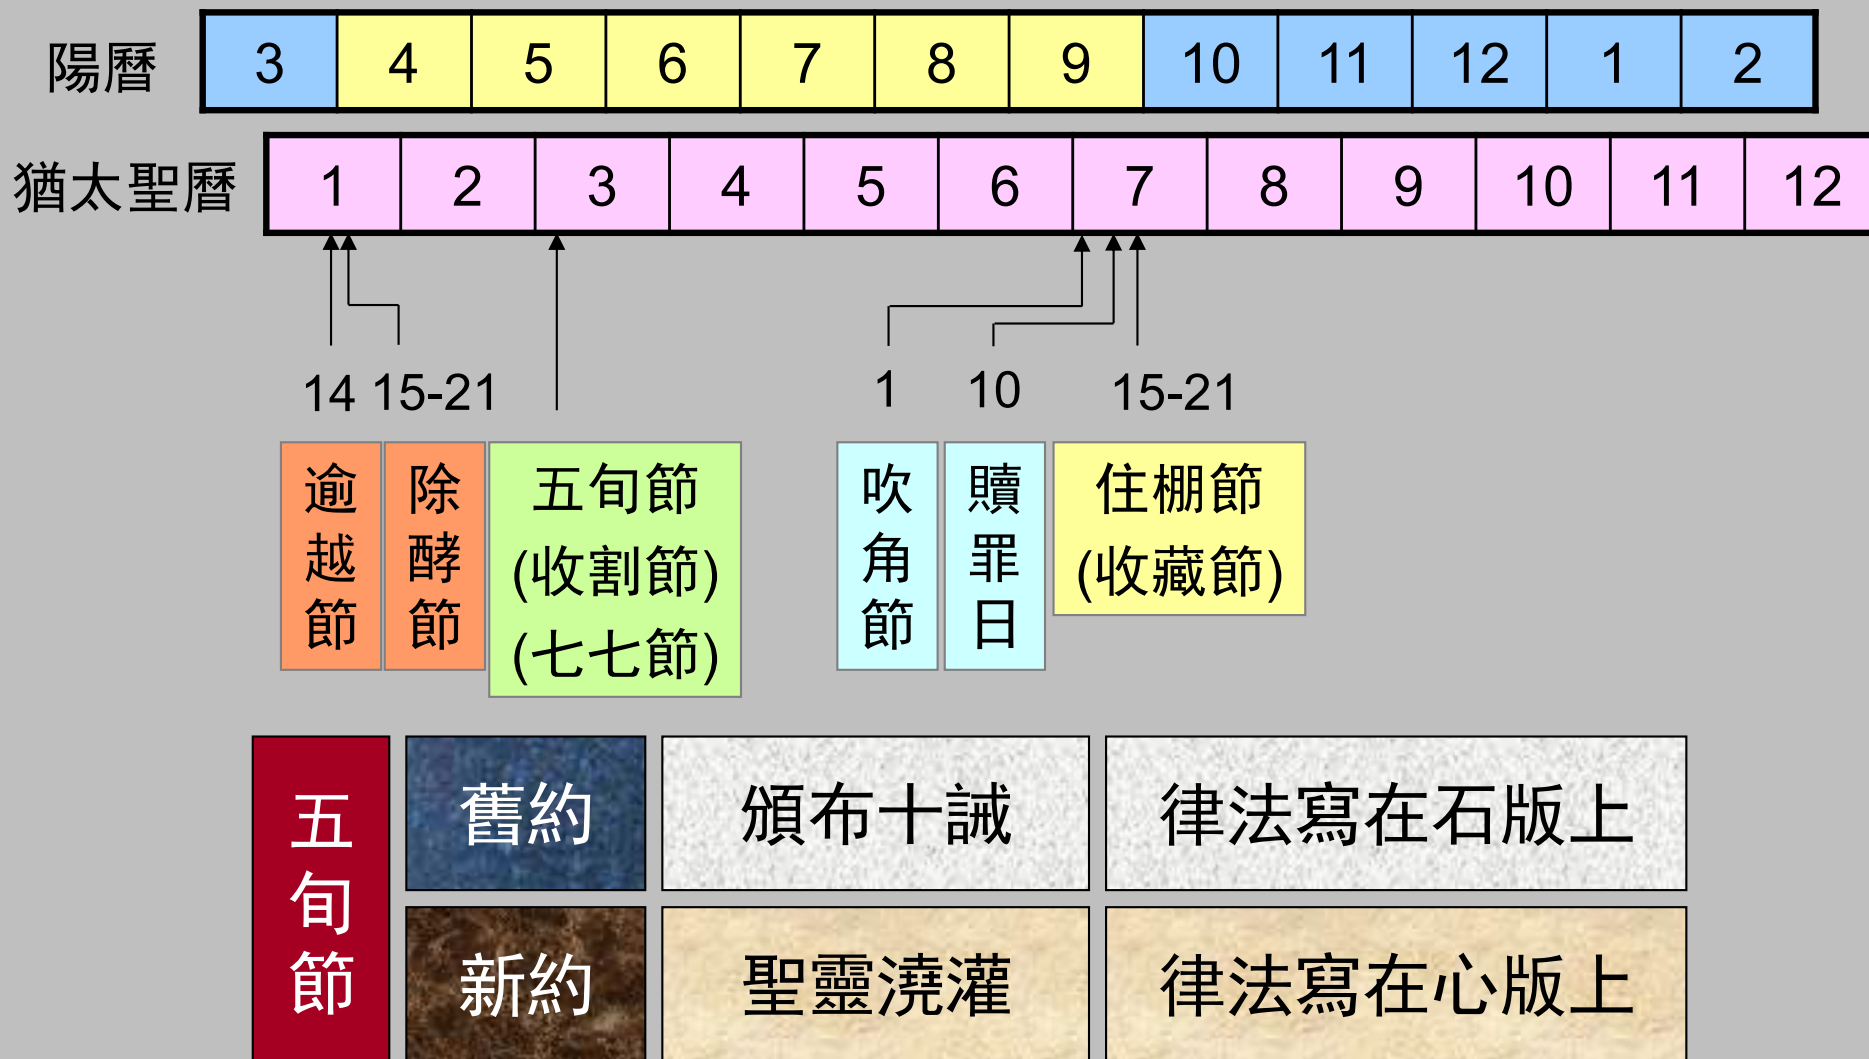 陽曆 3 4 5 6 7 8 9 10 11 12 1 2
猶太聖曆 1 2 3 4 5 6 7 8 9 10 11 12
14 15-21 1 10 15-21
逾越節
除酵節
五旬節
(收割節)
(七七節)
吹角節
贖罪日
住棚節
(收藏節)
五旬節
舊約 頒布十誡 律法寫在石版上
新約 聖靈澆灌 律法寫在心版上